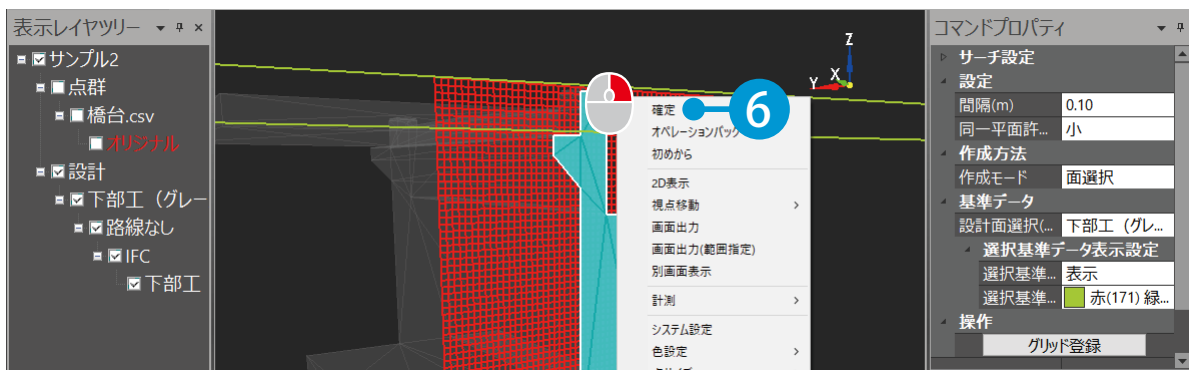 表示レイヤツリー
サンプル2
点群
橋台.csv
オリジナル
設計
下部工（グレー
路線なし
IFC
下部工
Z
X
Y
6
確定
オペレーションバック
初めから
2D表示
視点移動
画面出力
画面出力(範囲指定)
別画面表示
計測
システム設定
色設定
コマンドプロパティ
サーチ設定
設定
間隔(m) 0.10
同一平面許... 小
作成方法
作成モード 面選択
基準データ
設計面選択(... 下部工（グレ...
選択基準データ表示設定
選択基準... 表示
選択基準... 赤(171) 緑...
操作
グリッド登録